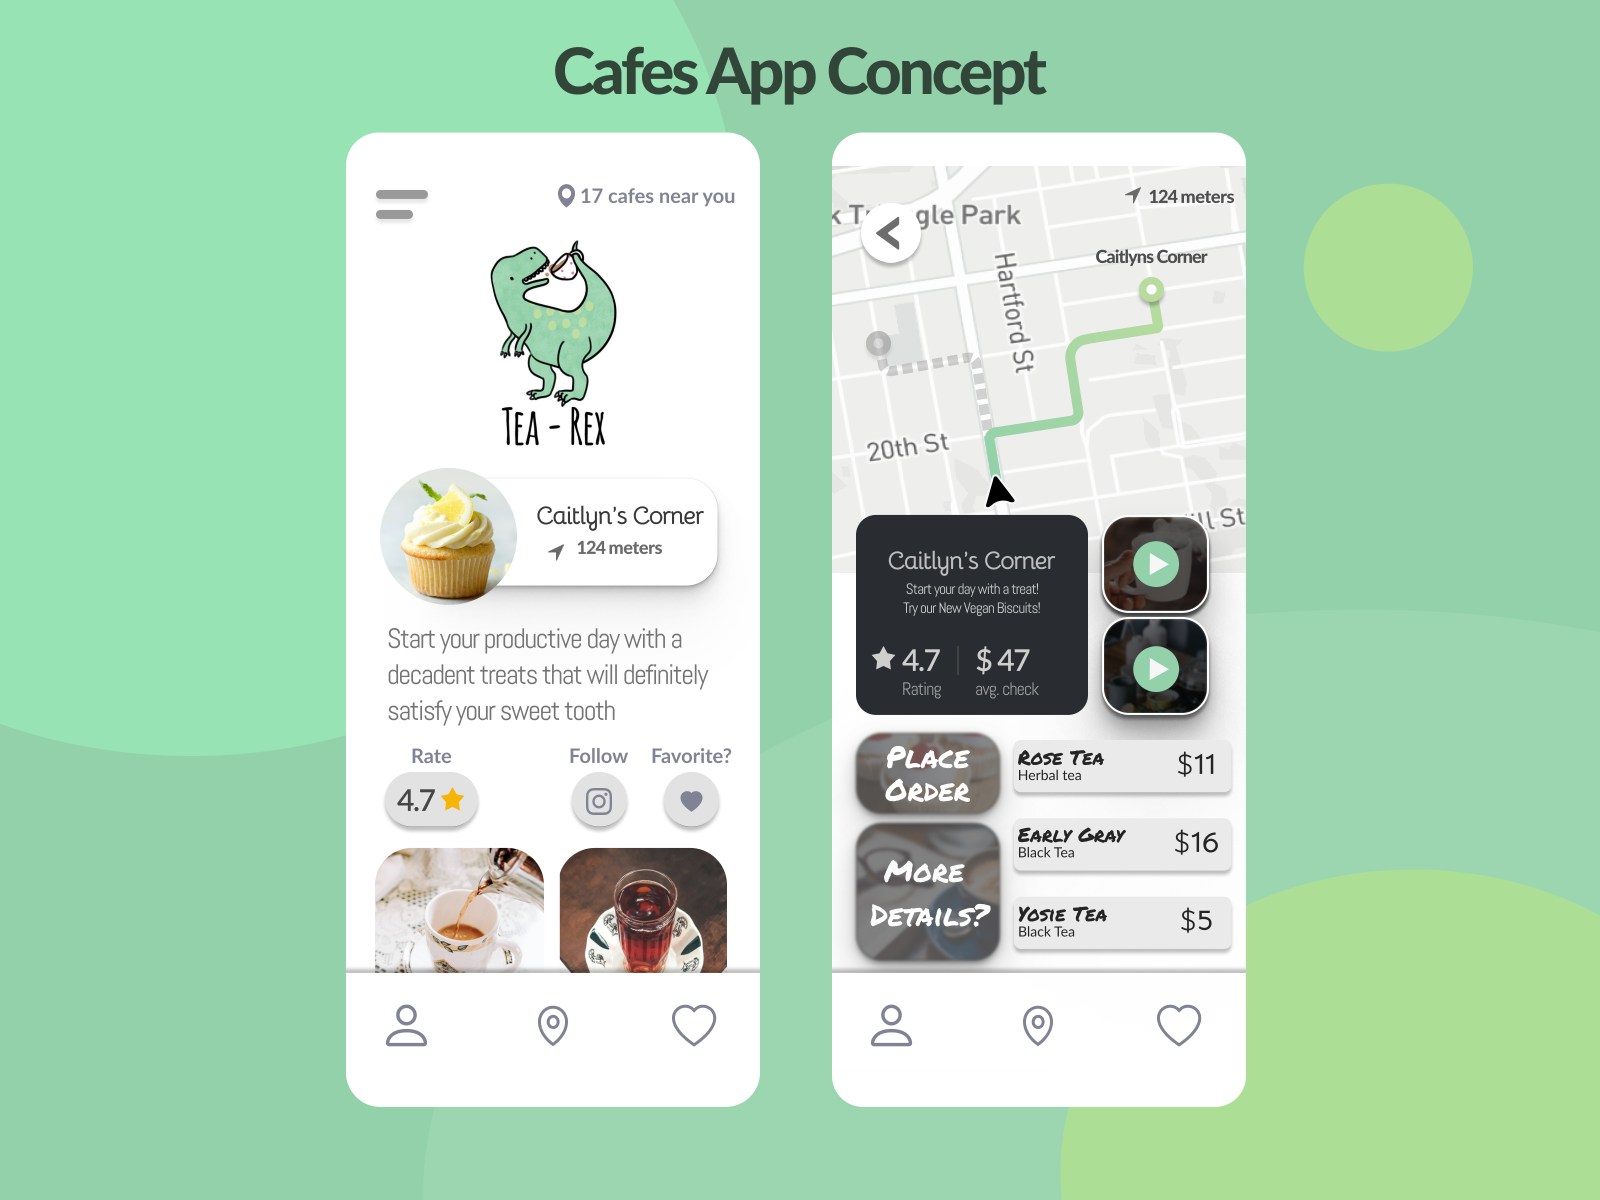 Cafes App Concept
17 cafes near you
TEA - REX
Caitlyn's Corner
124 meters
Start your productive day with a
decadent treats that will definitely
satisfy your sweet tooth
Rate
Follow
Favorite?
4.7
124 meters
gle Park
Caitlyns Corner
Hartford St
20th St
ll St
Caitlyn's Corner
Start your day with a treat!
Try our New Vegan Biscuits!
4.7
$ 47
Rating
avg. check
PLACE
ORDER
MORE
DETAILS?
ROSE TEA
Herbal tea
$11
EARLY GRAY
Black Tea
$16
YOSIE TEA
Black Tea
$5